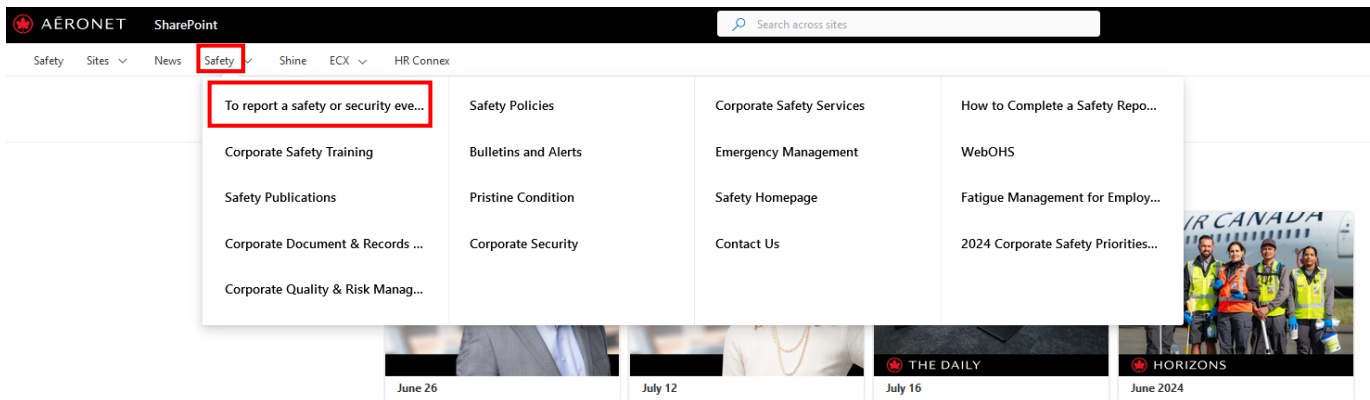 AĒRONET SharePoint Search across sites
Safety Sites News Safety Shine ECX HR Connex
To report a safety or security eve... Safety Policies Corporate Safety Services How to Complete a Safety Repo...
Corporate Safety Training Bulletins and Alerts Emergency Management WebOHS
Safety Publications Pristine Condition Safety Homepage Fatigue Management for Employ...
Corporate Document & Records ... Corporate Security Contact Us 2024 Corporate Safety Priorities...
Corporate Quality & Risk Manag...
IR CANADA
THE DAILY HORIZONS
June 26 July 12 July 16 June 2024